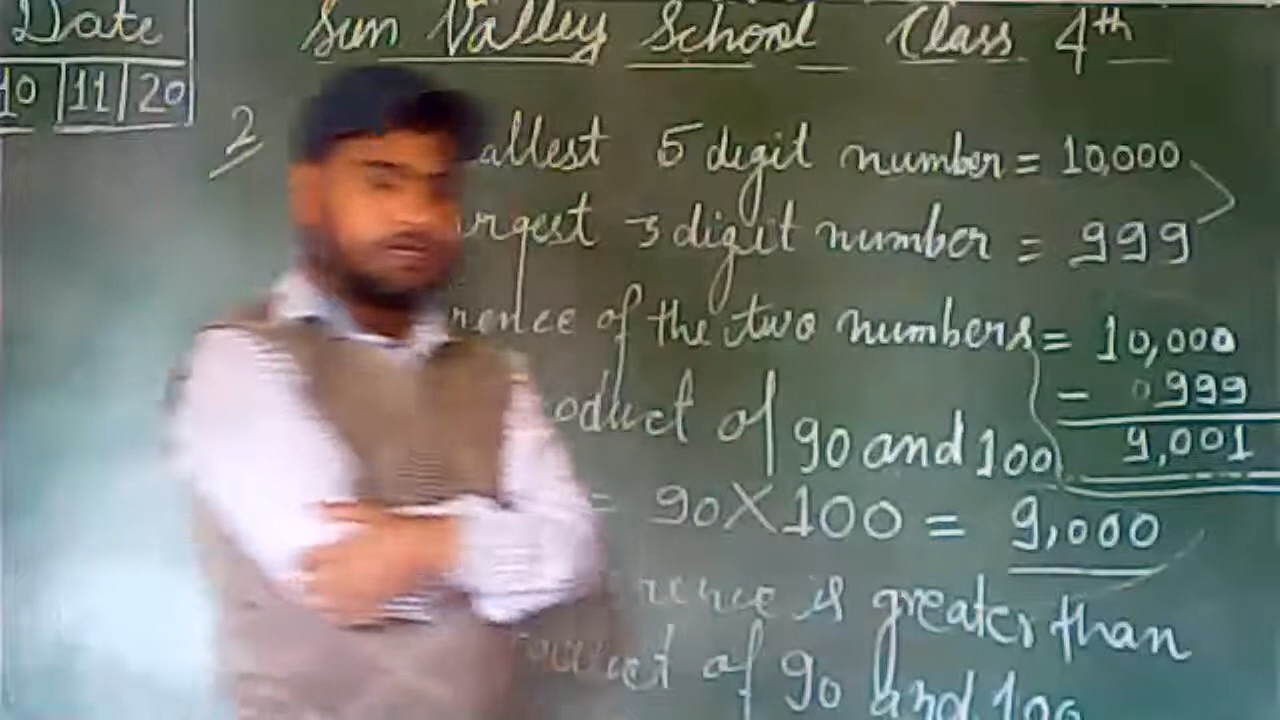 Date
Sun Valley School Class 4th
10 11 20
2
allest 5 digit number = 10,000
rgest 3 digit number = 999
rence of the two numbers = 10,000
- 0999
9,001
oduct of 90 and 100
= 90 X 100 = 9,000
rence is greater than
of 90 and 100